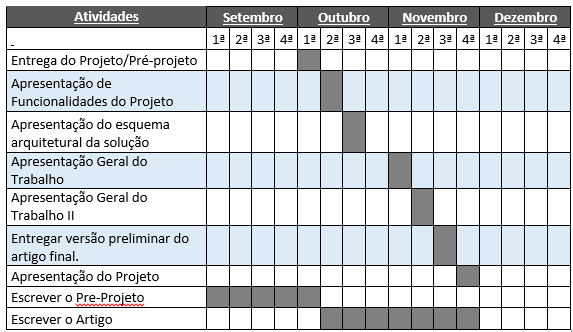 Atividades Setembro Outubro Novembro Dezembro
- 1ª 2ª 3ª 4ª 1ª 2ª 3ª 4ª 1ª 2ª 3ª 4ª 1ª 2ª 3ª 4ª
Entrega do Projeto/Pré-projeto
Apresentação de
Funcionalidades do Projeto
Apresentação do esquema
arquitetural da solução
Apresentação Geral do
Trabalho
Apresentação Geral do
Trabalho II
Entregar versão preliminar do
artigo final.
Apresentação do Projeto
Escrever o Pre-Projeto
Escrever o Artigo